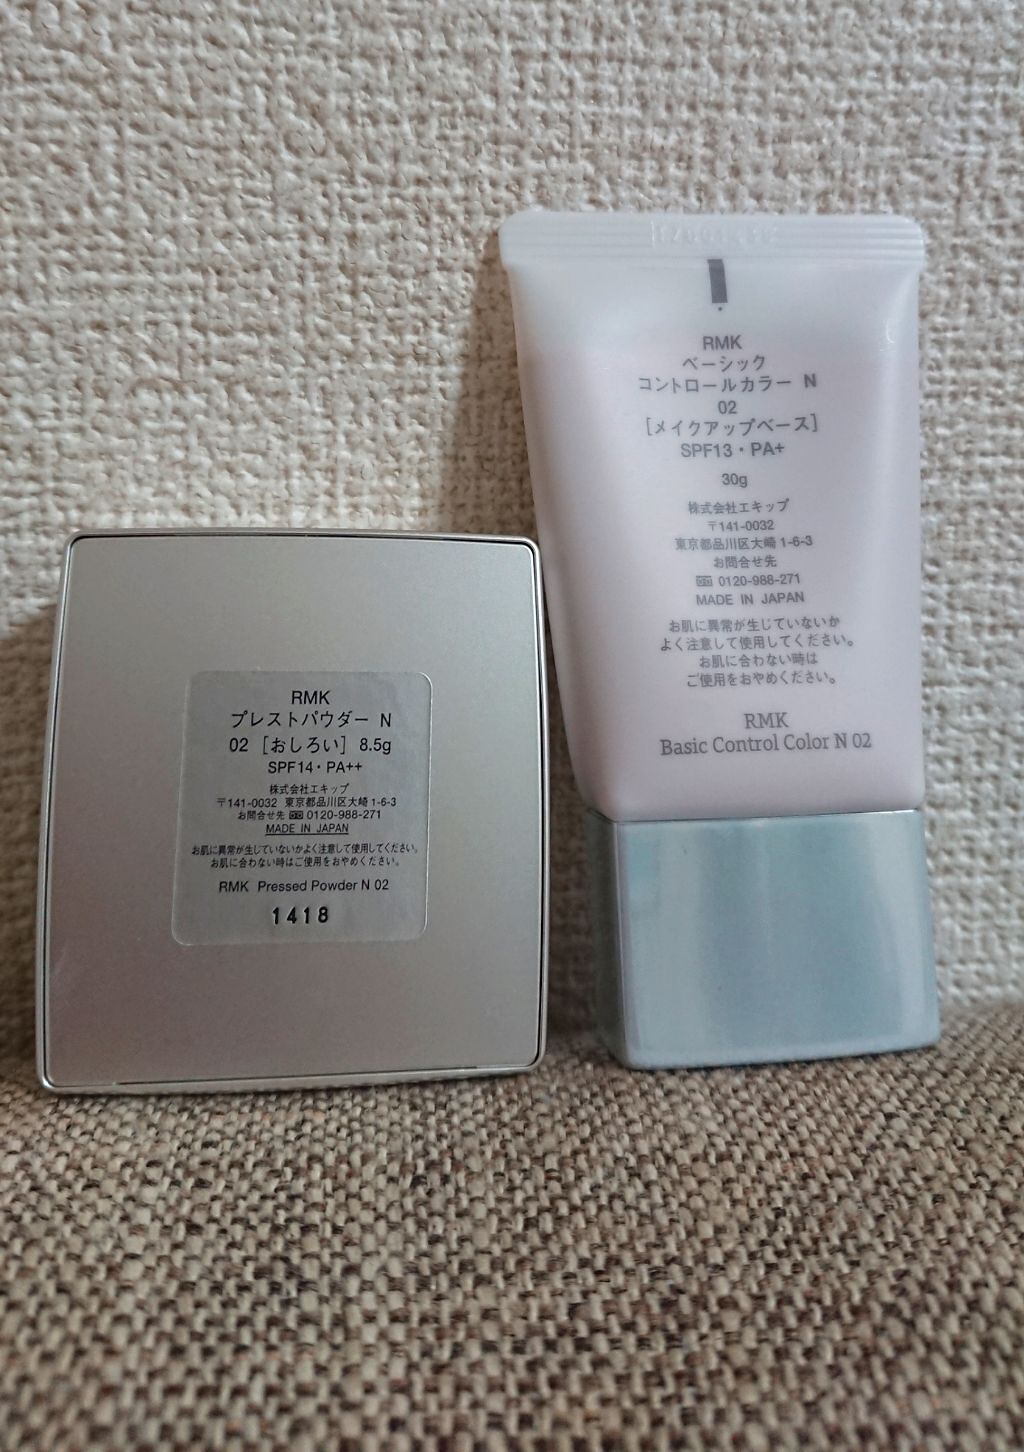 RMK
プレストパウダー N
02 [おしろい] 8.5g
SPF14・PA++
株式会社エキップ
〒141-0032 東京都品川区大崎 1-6-3
お問合せ先 0120-988-271
MADE IN JAPAN
お肌に異常が生じていないかよく注意して使用してください。
お肌に合わない時はご使用をおやめください。
RMK Pressed Powder N 02
1418
RMK
ベーシック
コントロールカラー N
02
[メイクアップベース]
SPF13・PA+
30g
株式会社エキップ
〒141-0032
東京都品川区大崎 1-6-3
お問合せ先
0120-988-271
MADE IN JAPAN
お肌に異常が生じていないか
よく注意して使用してください。
お肌に合わない時は
ご使用をおやめください。
RMK
Basic Control Color N 02